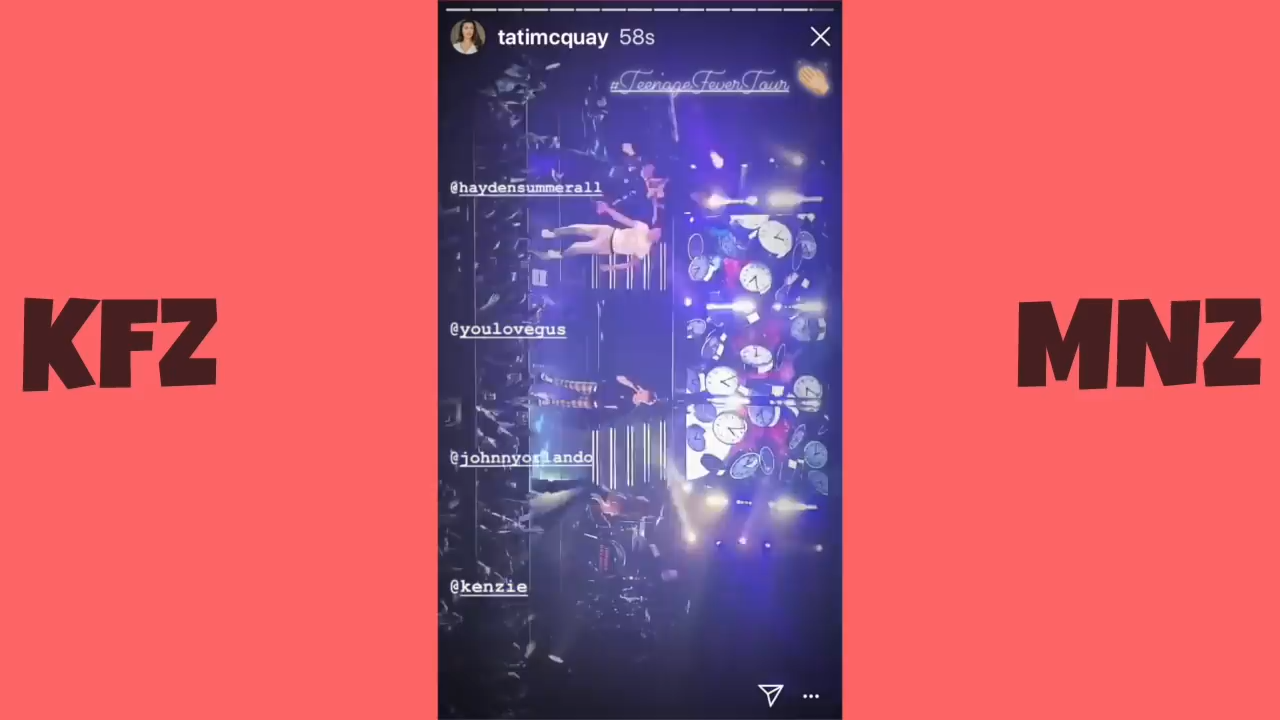 tatimcquay 58s
#TeenageFeverTour
@haydensummerall
KFZ
MNZ
@youlovegus
@johnnyorlando
@kenzie